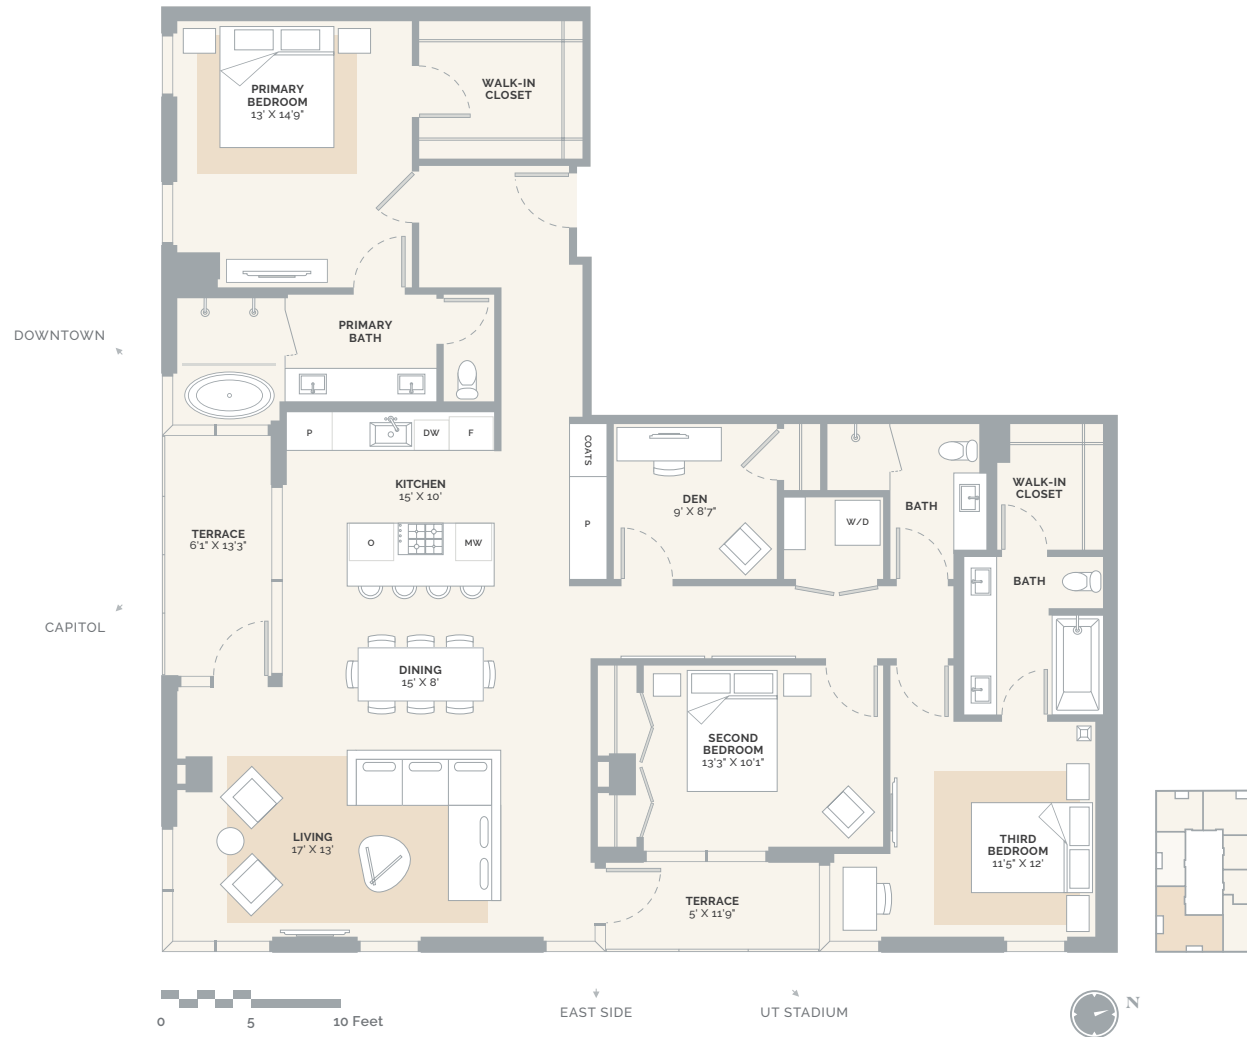 WALK-IN
CLOSET
PRIMARY
BEDROOM
13' X 14'9"
DOWNTOWN
PRIMARY
BATH
P
DW
F
COATS
KITCHEN
15' X 10'
DEN
9' X 8'7"
WALK-IN
CLOSET
BATH
W/D
P
TERRACE
6'1" X 13'3"
O
MW
BATH
CAPITOL
DINING
15' X 8'
SECOND
BEDROOM
13'3" X 10'1"
LIVING
17' X 13'
THIRD
BEDROOM
11'5" X 12'
TERRACE
5' X 11'9"
0
5
10 Feet
EAST SIDE
UT STADIUM
N